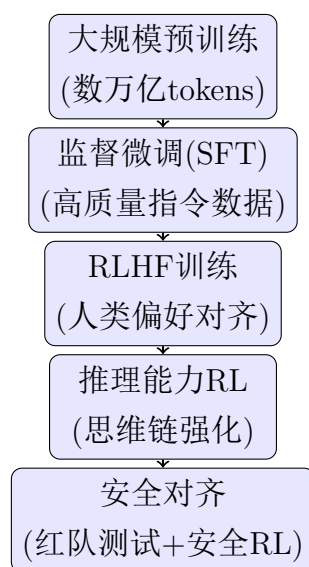 大规模预训练
(数万亿tokens)
监督微调(SFT)
(高质量指令数据)
RLHF训练
(人类偏好对齐)
推理能力RL
(思维链强化)
安全对齐
(红队测试+安全RL)